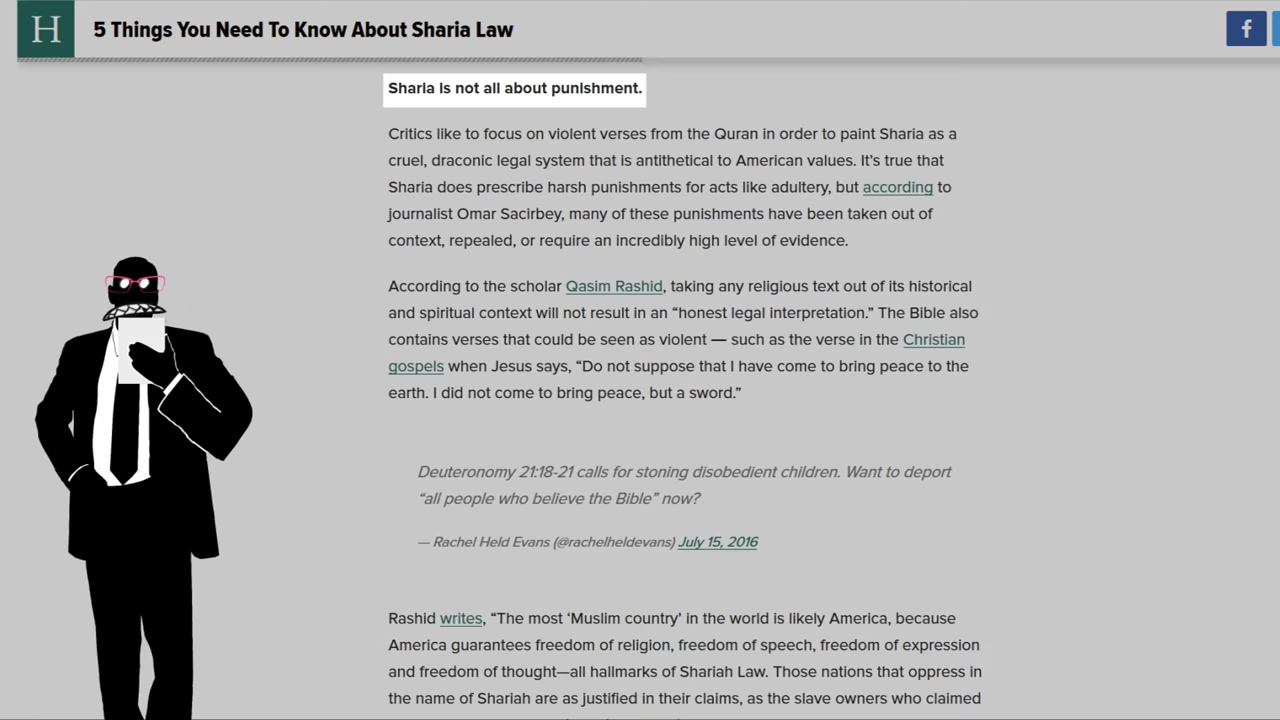 H 5 Things You Need To Know About Sharia Law f
Sharia is not all about punishment.
Critics like to focus on violent verses from the Quran in order to paint Sharia as a
cruel, draconic legal system that is antithetical to American values. It’s true that
Sharia does prescribe harsh punishments for acts like adultery, but according to
journalist Omar Sacirbey, many of these punishments have been taken out of
context, repealed, or require an incredibly high level of evidence.
According to the scholar Qasim Rashid, taking any religious text out of its historical
and spiritual context will not result in an “honest legal interpretation.” The Bible also
contains verses that could be seen as violent — such as the verse in the Christian
gospels when Jesus says, “Do not suppose that I have come to bring peace to the
earth. I did not come to bring peace, but a sword.”
Deuteronomy 21:18-21 calls for stoning disobedient children. Want to deport
“all people who believe the Bible” now?
— Rachel Held Evans (@rachelheldevans) July 15, 2016
Rashid writes, “The most ‘Muslim country’ in the world is likely America, because
America guarantees freedom of religion, freedom of speech, freedom of expression
and freedom of thought—all hallmarks of Shariah Law. Those nations that oppress in
the name of Shariah are as justified in their claims, as the slave owners who claimed